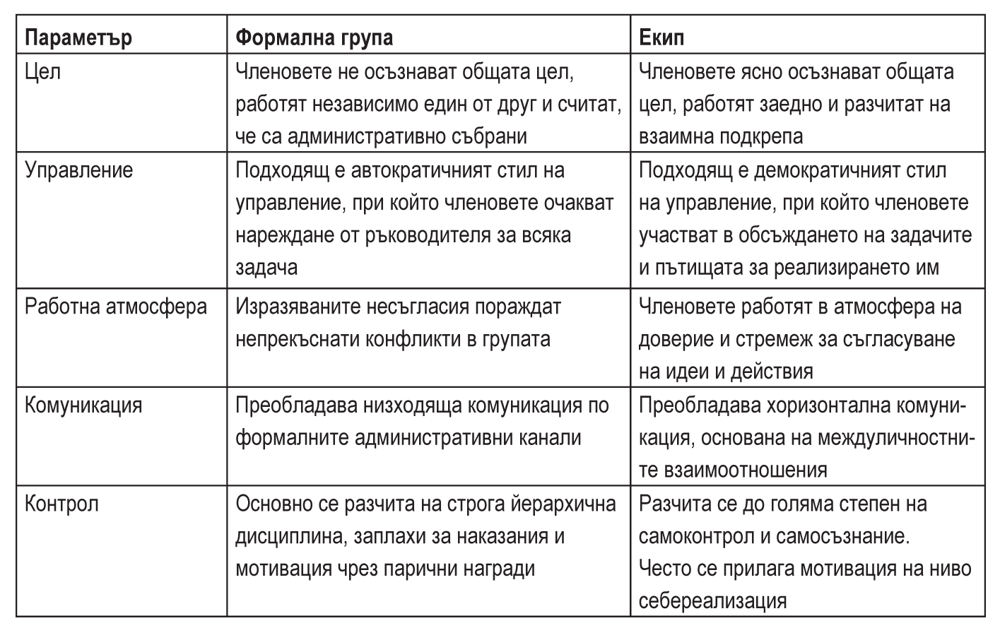 Параметър
Формална група
Екип
Цел
Членовете не осъзнават общата цел,
работят независимо един от друг и считат,
че са административно събрани
Членовете ясно осъзнават общата
цел, работят заедно и разчитат на
взаимна подкрепа
Управление
Подходящ е автократичният стил на
управление, при който членовете очакват
нареждане от ръководителя за всяка
задача
Подходящ е демократичният стил
на управление, при който членовете
участват в обсъждането на задачите
и пътищата за реализирането им
Работна атмосфера
Изразяваните несъгласия пораждат
непрекъснати конфликти в групата
Членовете работят в атмосфера на
доверие и стремеж за съгласуване
на идеи и действия
Комуникация
Преобладава низходяща комуникация по
формалните административни канали
Преобладава хоризонтална комуни-
кация, основана на междуличностни-
те взаимоотношения
Контрол
Основно се разчита на строга йерархична
дисциплина, заплахи за наказания и
мотивация чрез парични награди
Разчита се до голяма степен на
самоконтрол и самосъзнание.
Често се прилага мотивация на ниво
себереализация